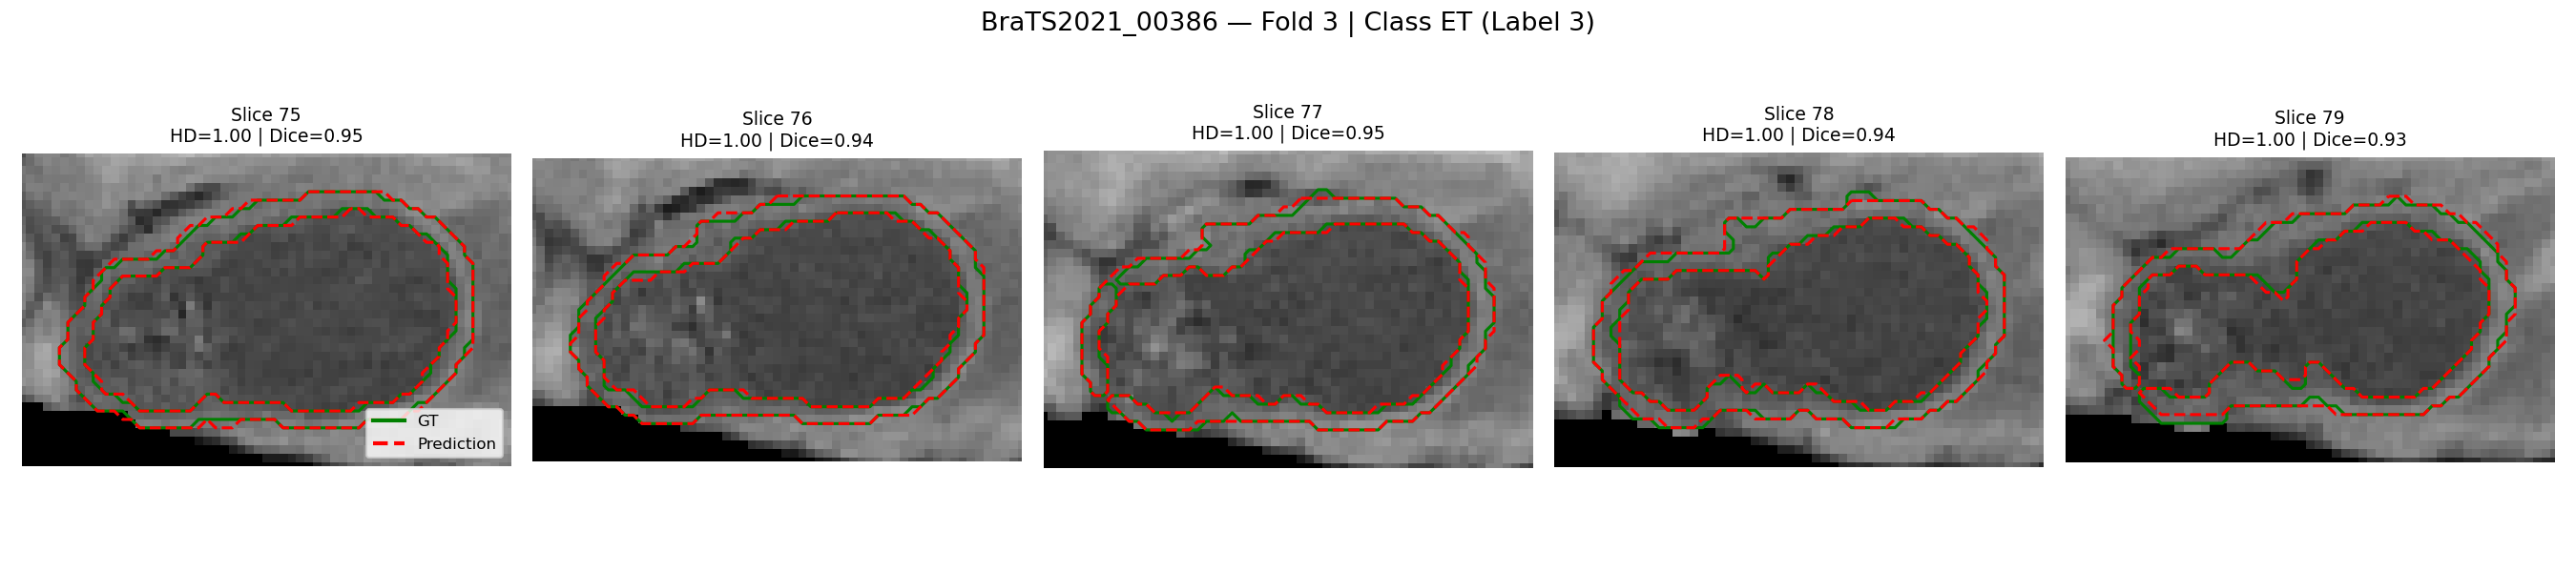 BraTS2021_00386 — Fold 3 | Class ET (Label 3)
Slice 75
HD=1.00 | Dice=0.95
Slice 76
HD=1.00 | Dice=0.94
Slice 77
HD=1.00 | Dice=0.95
Slice 78
HD=1.00 | Dice=0.94
Slice 79
HD=1.00 | Dice=0.93
GT
Prediction